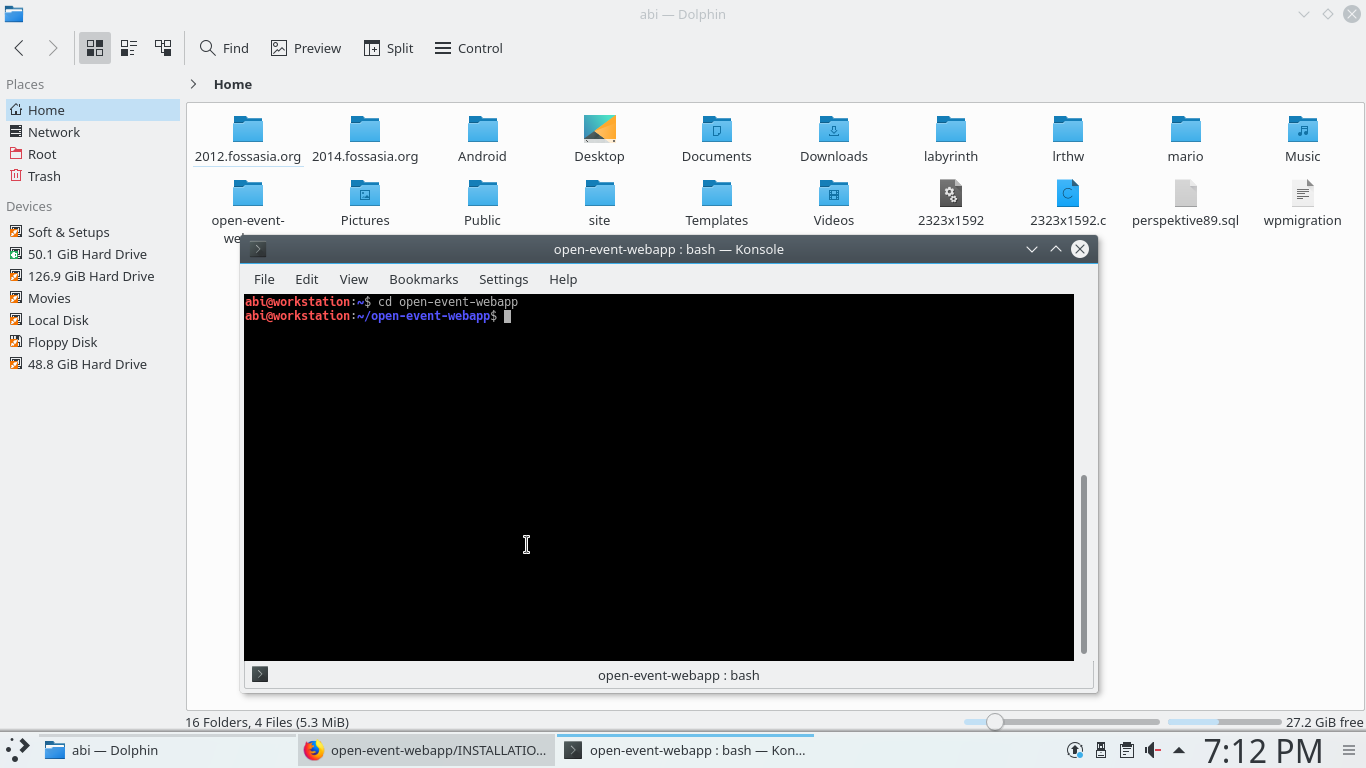 abi — Dolphin
Find
Preview
Split
Control
Places
Home
Network
Root
Trash
Devices
Soft & Setups
50.1 GiB Hard Drive
126.9 GiB Hard Drive
Movies
Local Disk
Floppy Disk
48.8 GiB Hard Drive
Home
2012.fossasia.org 2014.fossasia.org Android Desktop Documents Downloads labyrinth lrthw mario Music
open-event- Pictures Public site Templates Videos 2323x1592 2323x1592.c perspektive89.sql wpmigration
open-event-webapp : bash — Konsole
File Edit View Bookmarks Settings Help
abi@workstation:~$ cd open-event-webapp
abi@workstation:~/open-event-webapp$
open-event-webapp : bash
16 Folders, 4 Files (5.3 MiB)
27.2 GiB free
abi — Dolphin
open-event-webapp/INSTALLATIO...
open-event-webapp : bash — Kon...
7:12 PM